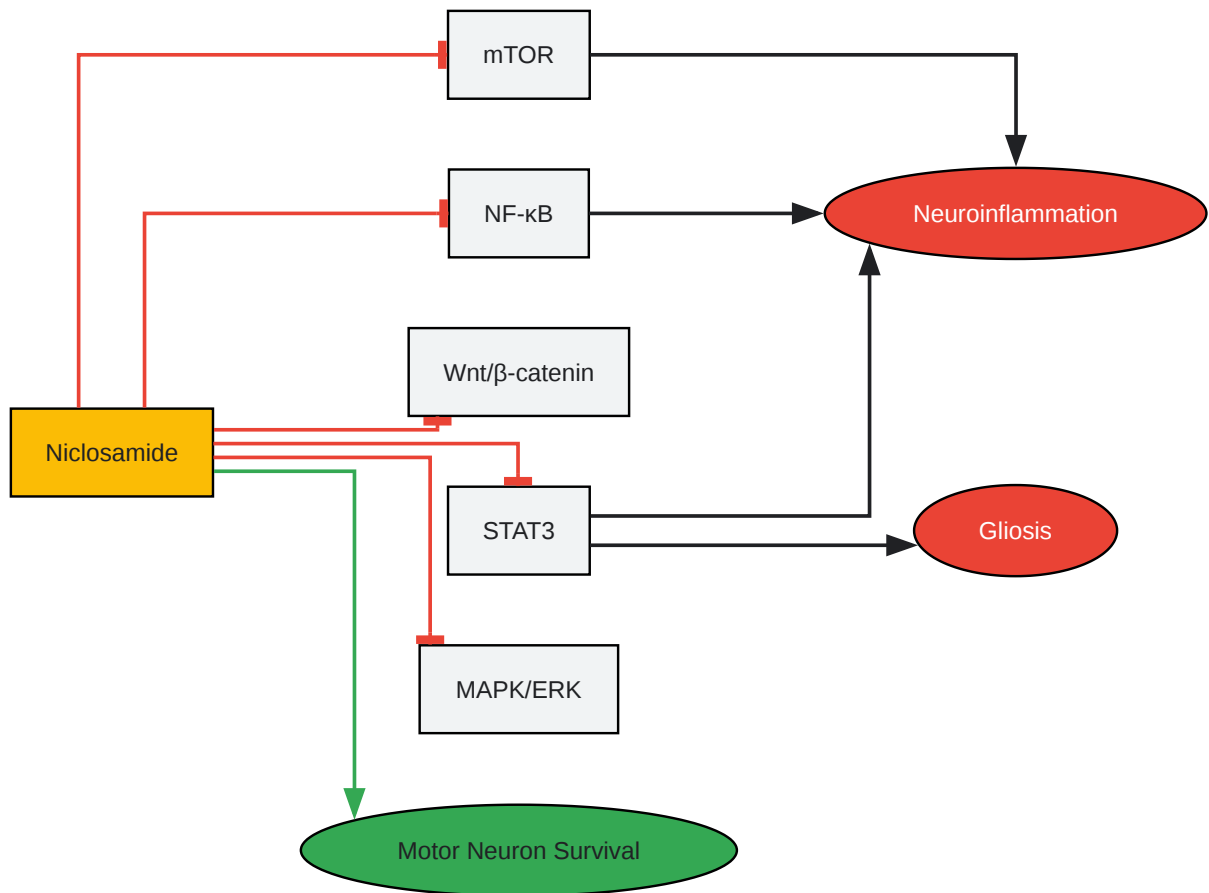 mTOR
NF-κB
Neuroinflammation
Wnt/β-catenin
Niclosamide
STAT3
Gliosis
MAPK/ERK
Motor Neuron Survival